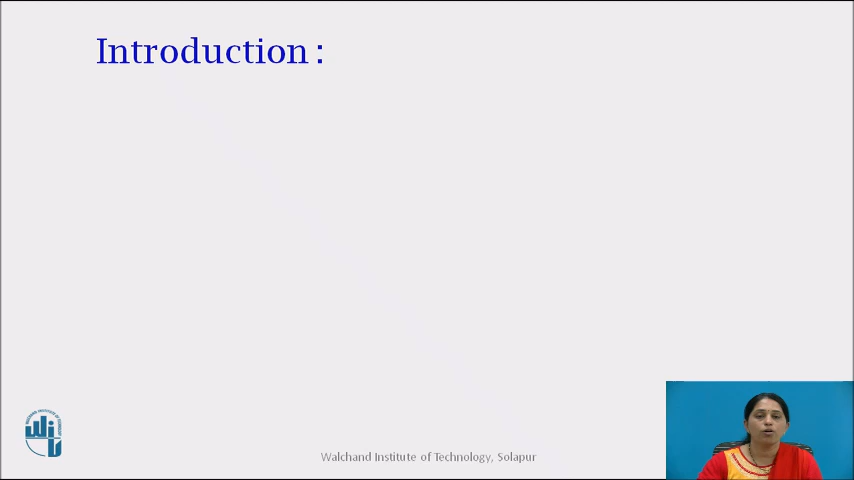 Introduction :
Walchand Institute of Technology, Solapur